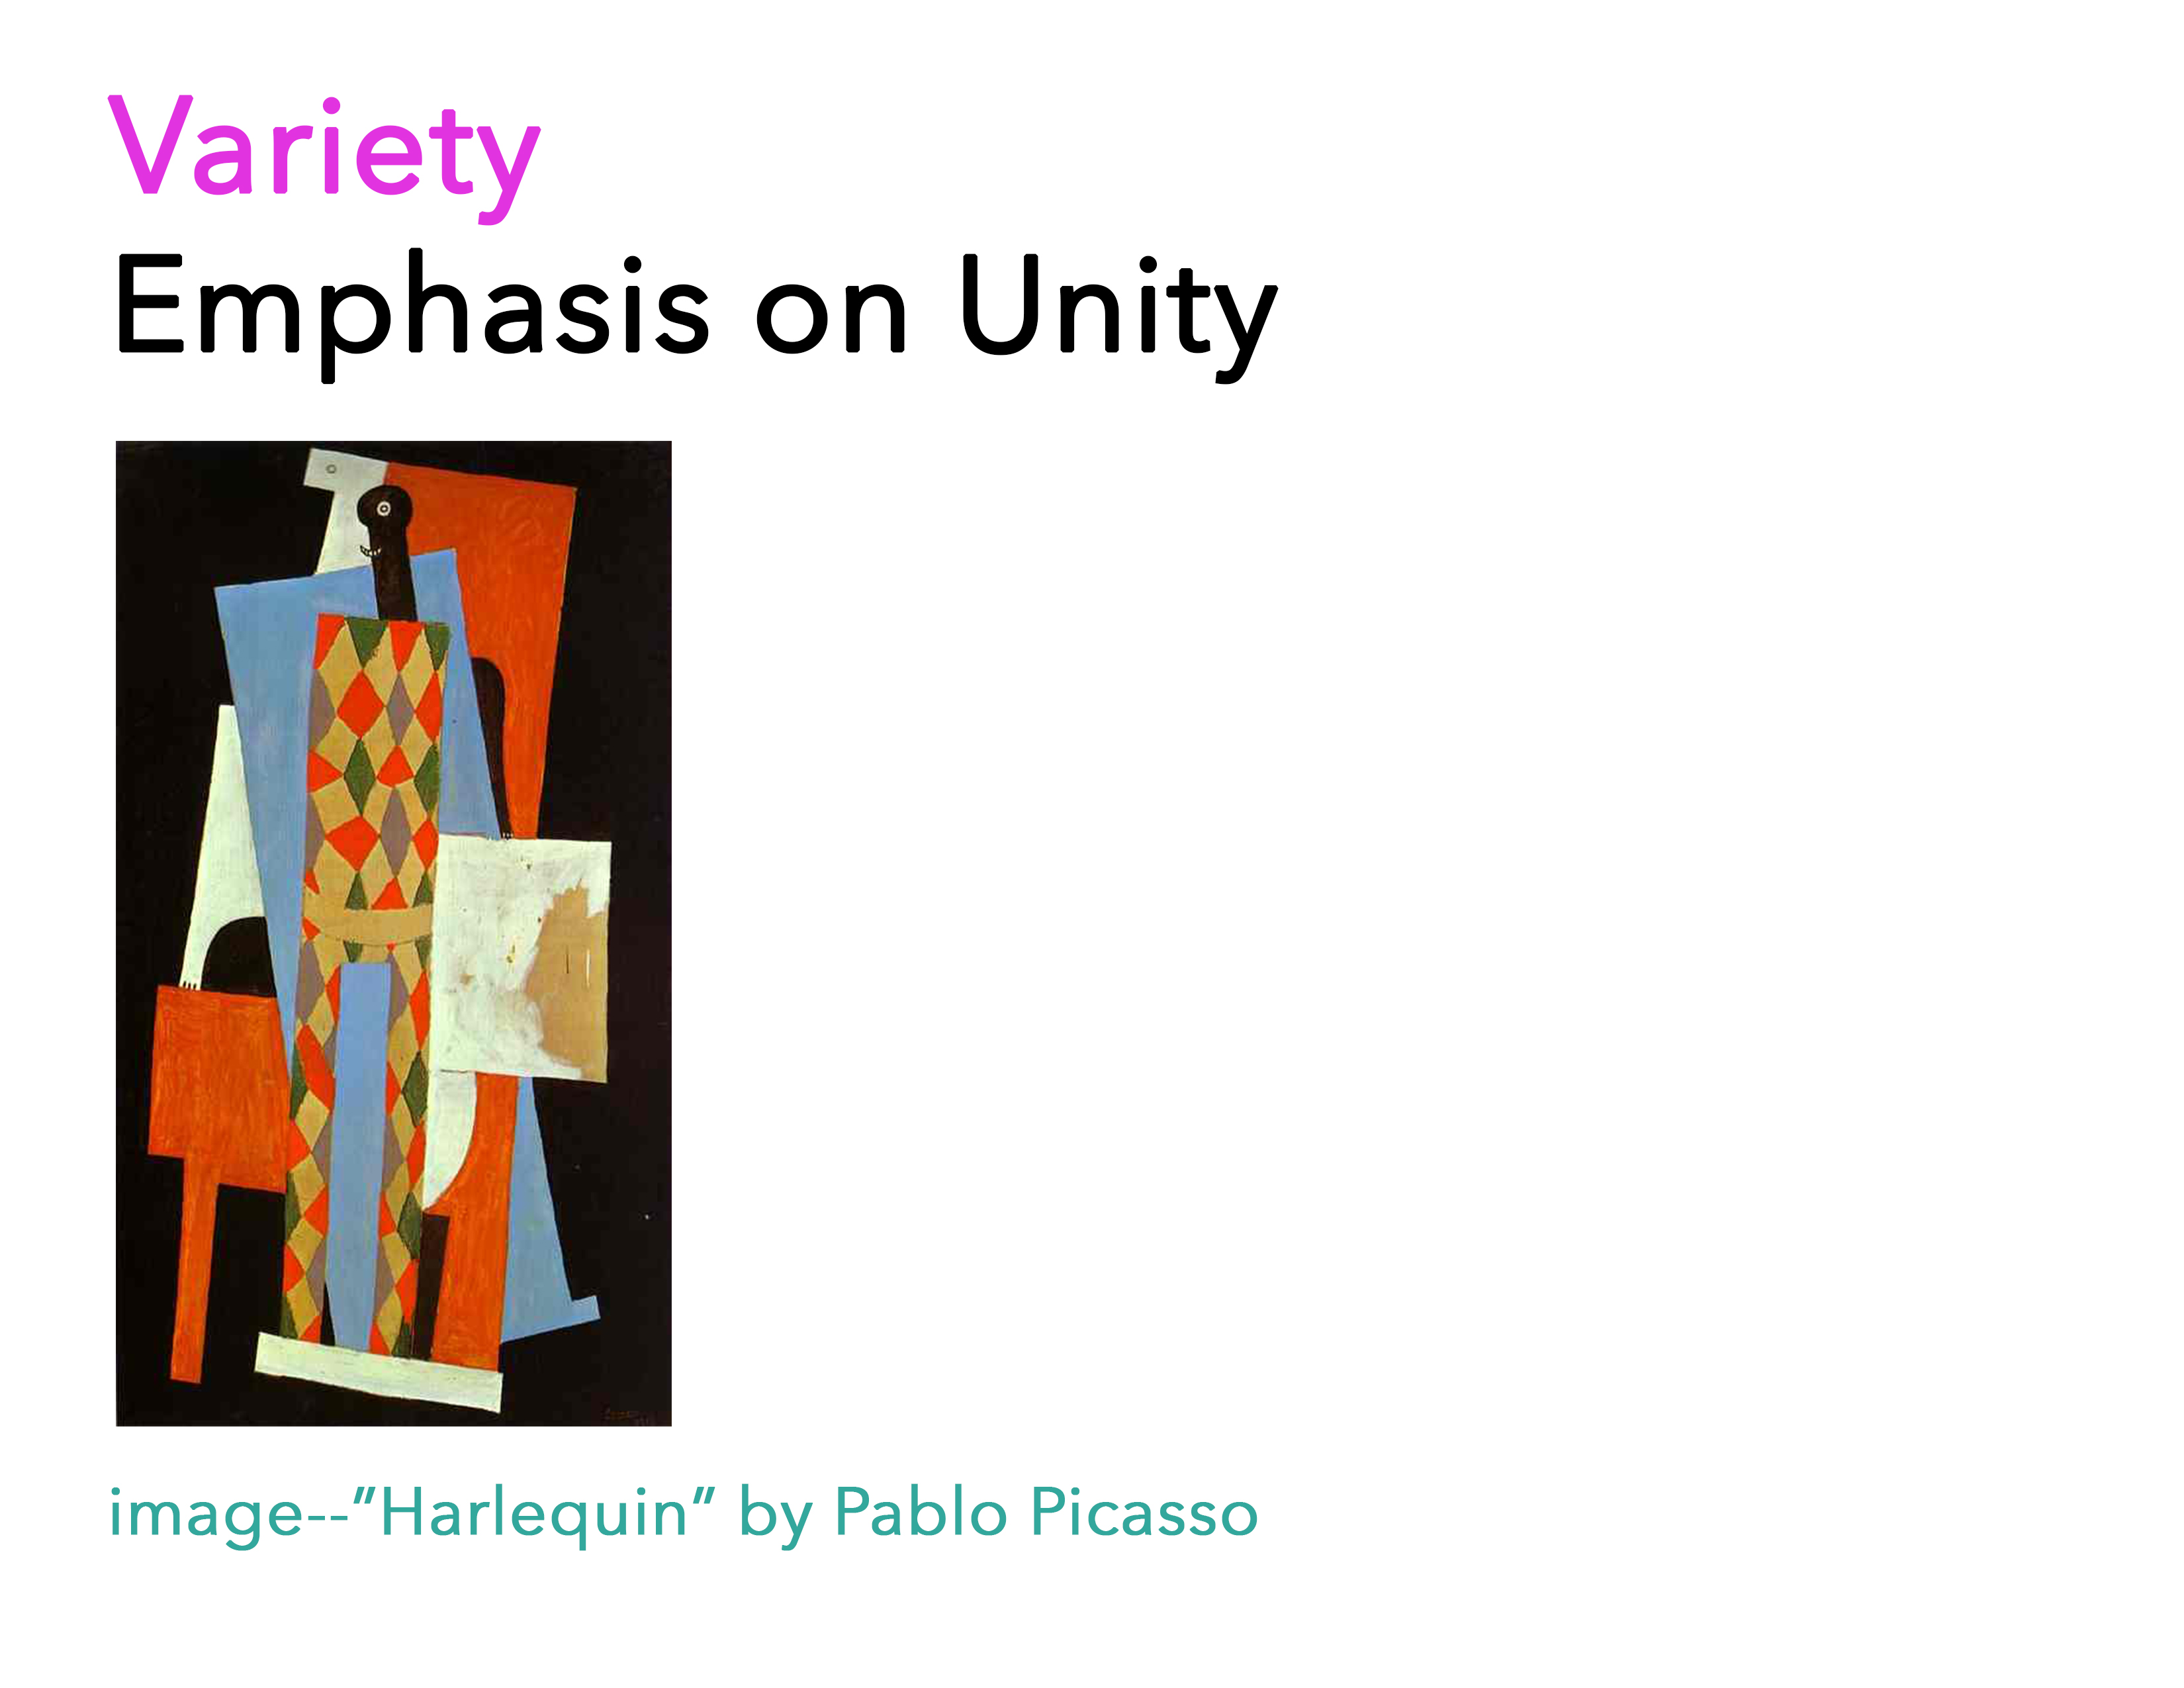 Variety
Emphasis on Unity
image--"Harlequin" by Pablo Picasso